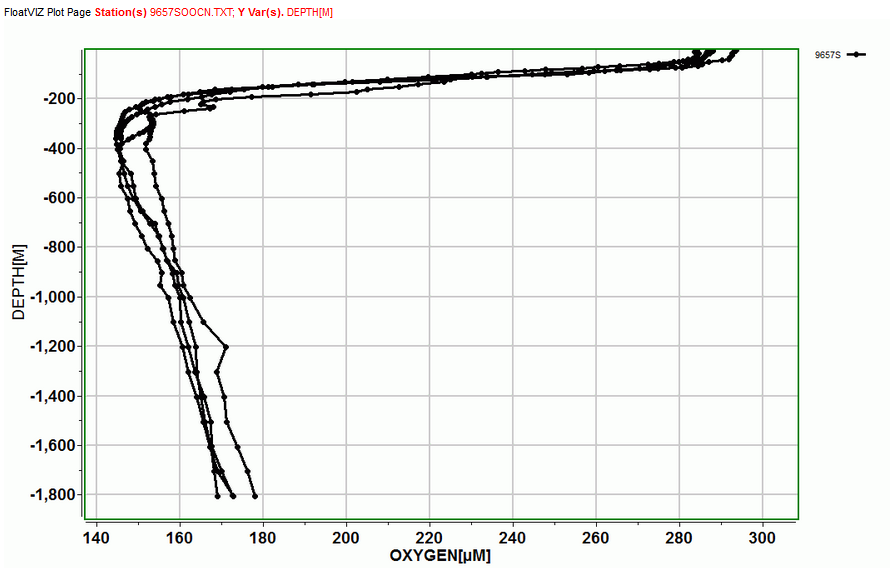 FloatVIZ Plot Page Station(s) 9657SOOCN.TXT; Y Var(s). DEPTH[M]
9657S
-200
-400
-600
-800
-1,000
-1,200
-1,400
-1,600
-1,800
DEPTH[M]
140 160 180 200 220 240 260 280 300
OXYGEN[µM]